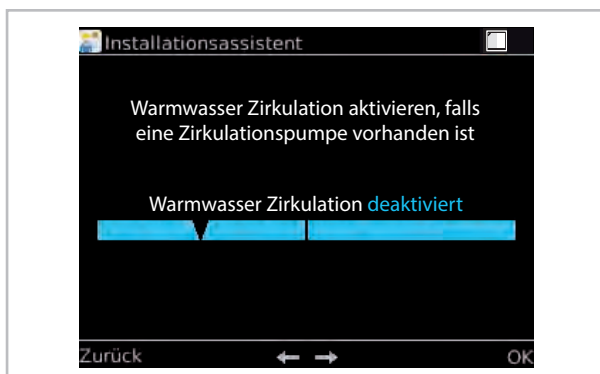 Installationsassistent
Warmwasser Zirkulation aktivieren, falls
eine Zirkulationspumpe vorhanden ist
Warmwasser Zirkulation deaktiviert
Zurück ← → OK